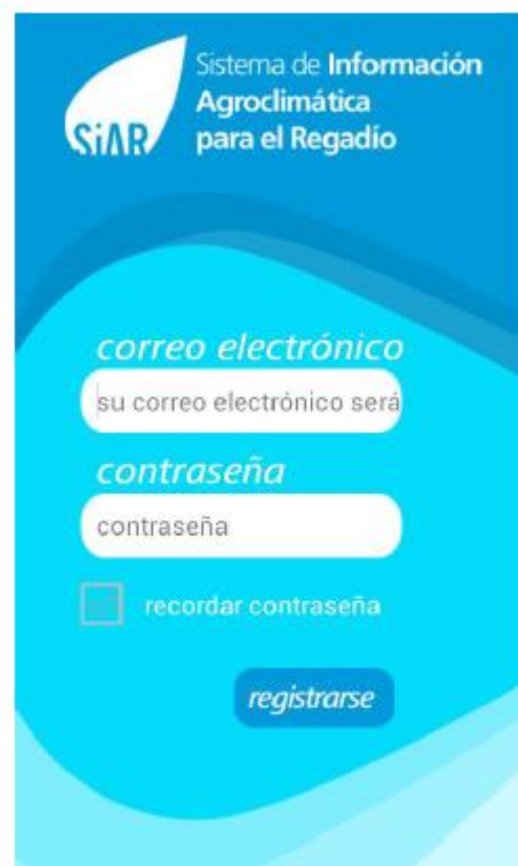 SiAR
Sistema de Información
Agroclimática
para el Regadío
correo electrónico
su correo electrónico será
contraseña
contraseña
recordar contraseña
registrarse